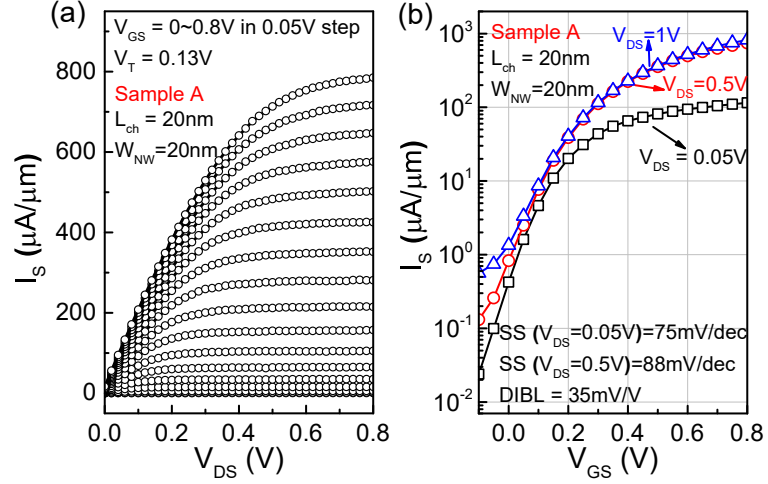 (a)
V_GS = 0~0.8V in 0.05V step
V_T = 0.13V
Sample A
L_ch = 20nm
W_NW=20nm
I_S (μA/μm)
800
600
400
200
0
0.0 0.2 0.4 0.6 0.8
V_DS (V)
(b)
Sample A
V_DS=1V
L_ch = 20nm
V_DS=0.5V
W_NW=20nm
V_DS = 0.05V
I_S (μA/μm)
10^3
10^2
10^1
10^0
10^-1
10^-2
SS (V_DS=0.05V)=75mV/dec
SS (V_DS=0.5V)=88mV/dec
DIBL = 35mV/V
0.0 0.2 0.4 0.6 0.8
V_GS (V)